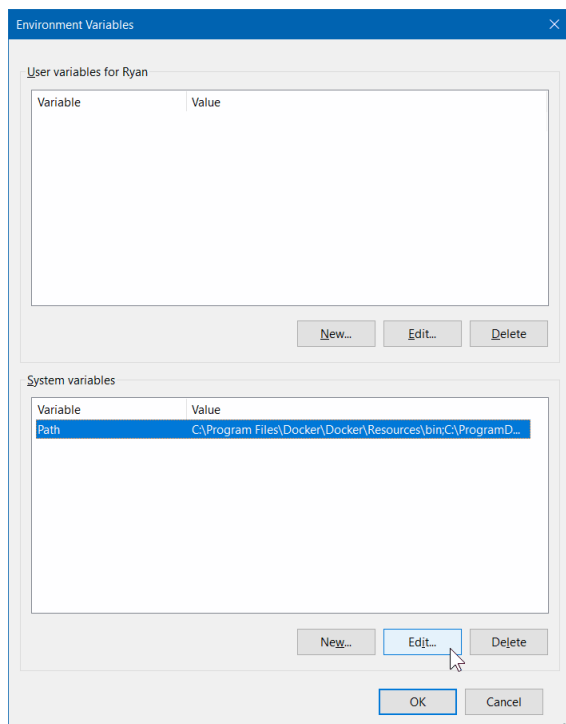 Environment Variables
User variables for Ryan
Variable Value
New... Edit... Delete
System variables
Variable Value
Path C:\Program Files\Docker\Docker\Resources\bin;C:\ProgramD...
New... Edit... Delete
OK Cancel